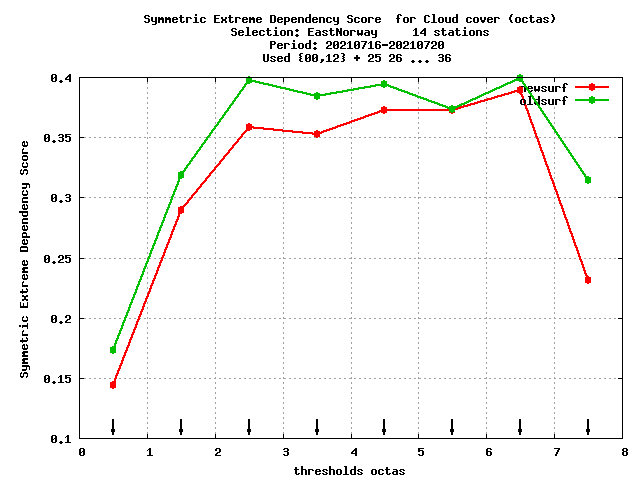 Symmetric Extreme Dependency Score  for Cloud cover (octas)
Selection: EastNorway     14 stations
Period: 20210716-20210720
Used {00,12} + 25 26 ... 36
newsurf
oldsurf
Symmetric Extreme Dependency Score
0.4
0.35
0.3
0.25
0.2
0.15
0.1
0 1 2 3 4 5 6 7 8
thresholds octas